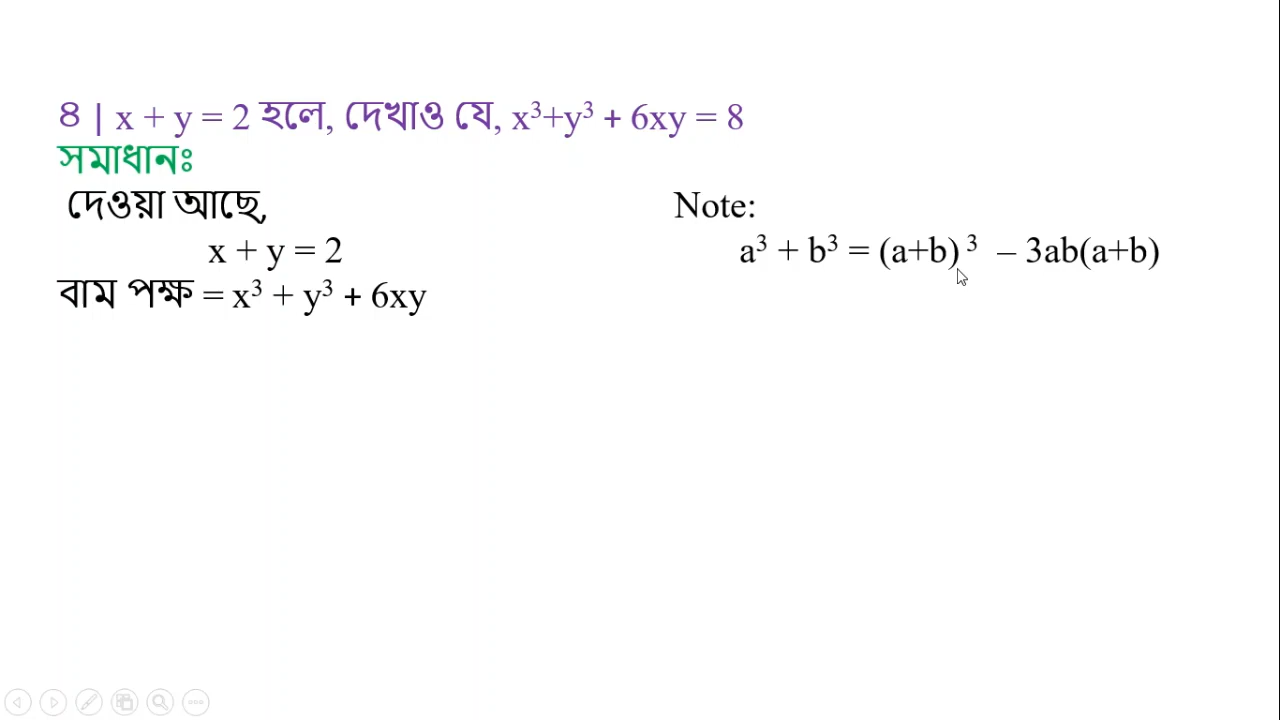 ৪ | x + y = 2 হলে, দেখাও যে, x³+y³ + 6xy = 8
সমাধানঃ
দেওয়া আছে,
x + y = 2
বাম পক্ষ = x³ + y³ + 6xy
Note:
a³ + b³ = (a+b) ³ – 3ab(a+b)